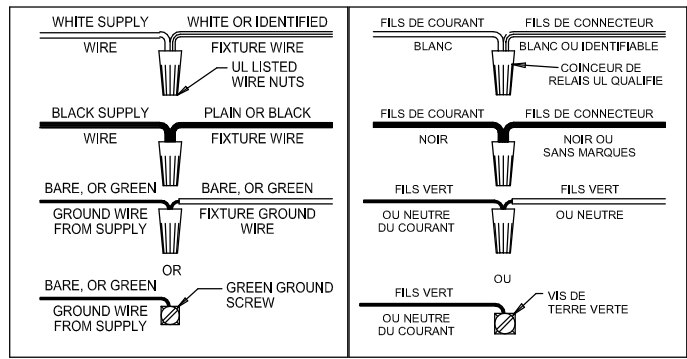 WHITE SUPPLY WHITE OR IDENTIFIED
WIRE FIXTURE WIRE
UL LISTED
WIRE NUTS
BLACK SUPPLY PLAIN OR BLACK
WIRE FIXTURE WIRE
BARE, OR GREEN BARE, OR GREEN
GROUND WIRE FIXTURE GROUND
FROM SUPPLY WIRE
OR
BARE, OR GREEN
GREEN GROUND
SCREW
GROUND WIRE
FROM SUPPLY
FILS DE COURANT FILS DE CONNECTEUR
BLANC BLANC OU IDENTIFIABLE
COINCEUR DE
RELAIS UL QUALIFIE
FILS DE COURANT FILS DE CONNECTEUR
NOIR NOIR OU
SANS MARQUES
FILS VERT FILS VERT
OU NEUTRE OU NEUTRE
DU COURANT
OU
FILS VERT
VIS DE
TERRE VERTE
OU NEUTRE
DU COURANT